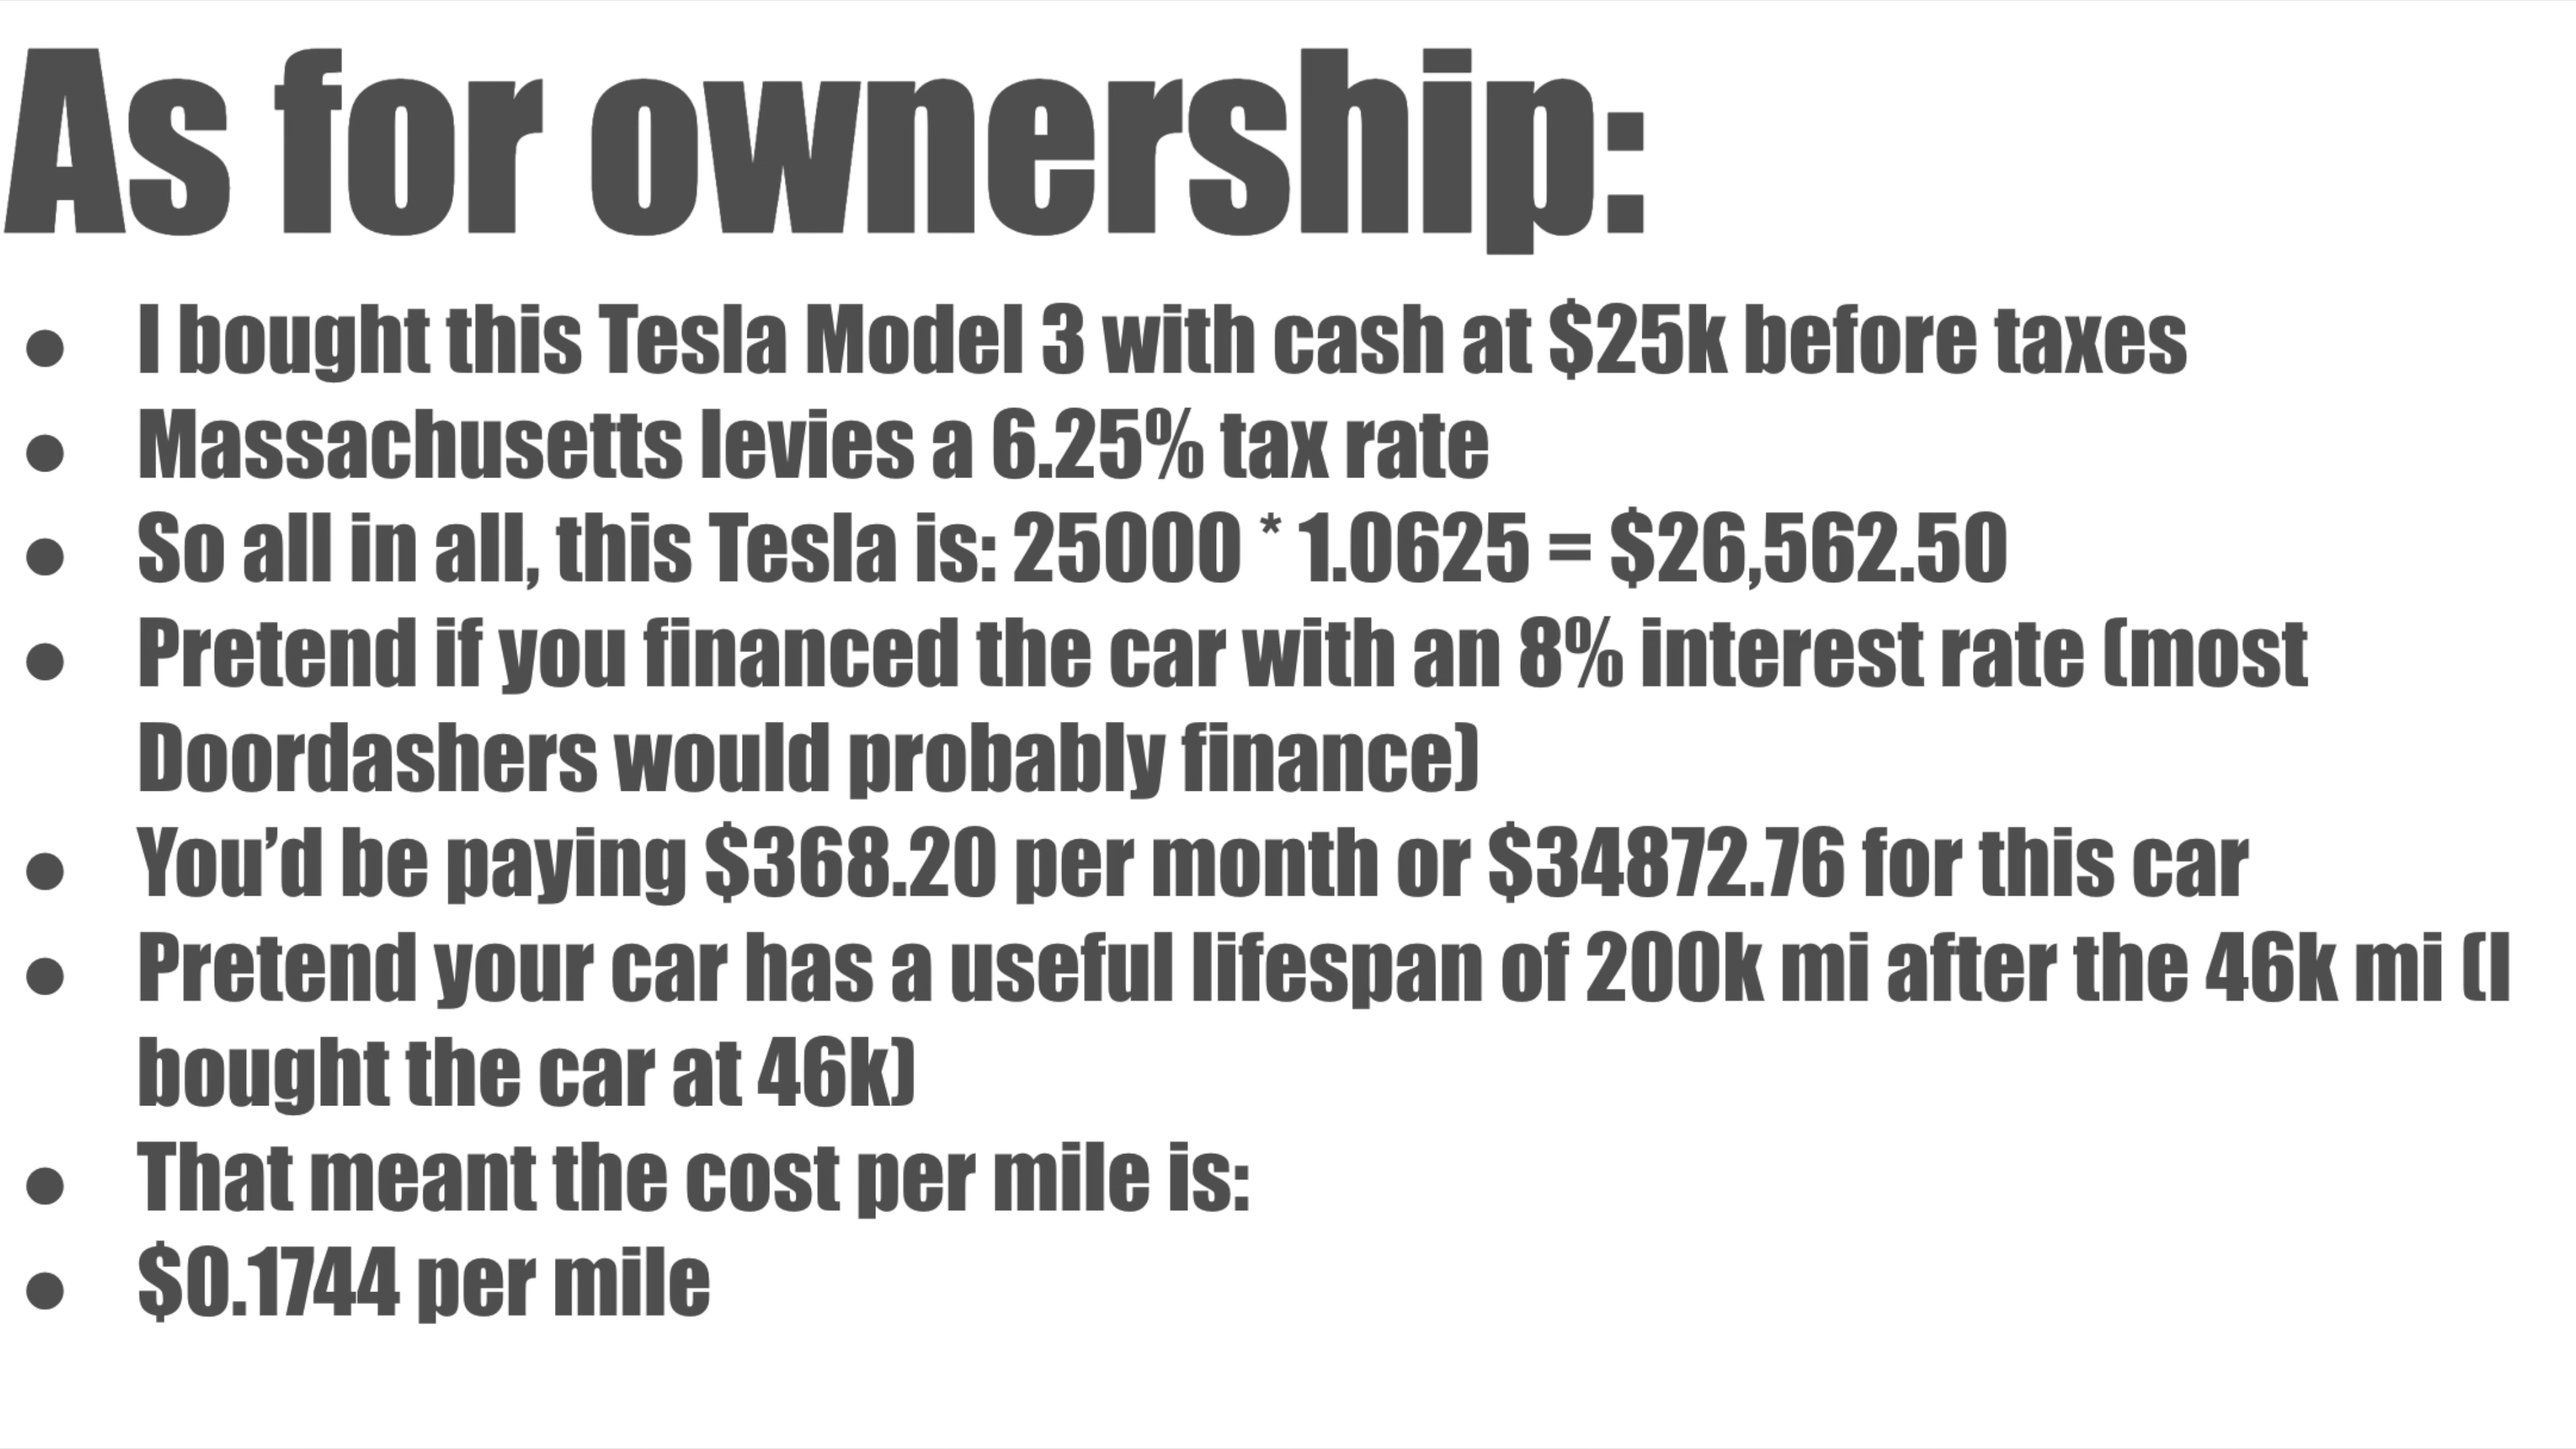 As for ownership:
● I bought this Tesla Model 3 with cash at $25k before taxes
● Massachusetts levies a 6.25% tax rate
● So all in all, this Tesla is: 25000 * 1.0625 = $26,562.50
● Pretend if you financed the car with an 8% interest rate (most
Doordashers would probably finance)
● You’d be paying $368.20 per month or $34872.76 for this car
● Pretend your car has a useful lifespan of 200k mi after the 46k mi (I
bought the car at 46k)
● That meant the cost per mile is:
● $0.1744 per mile